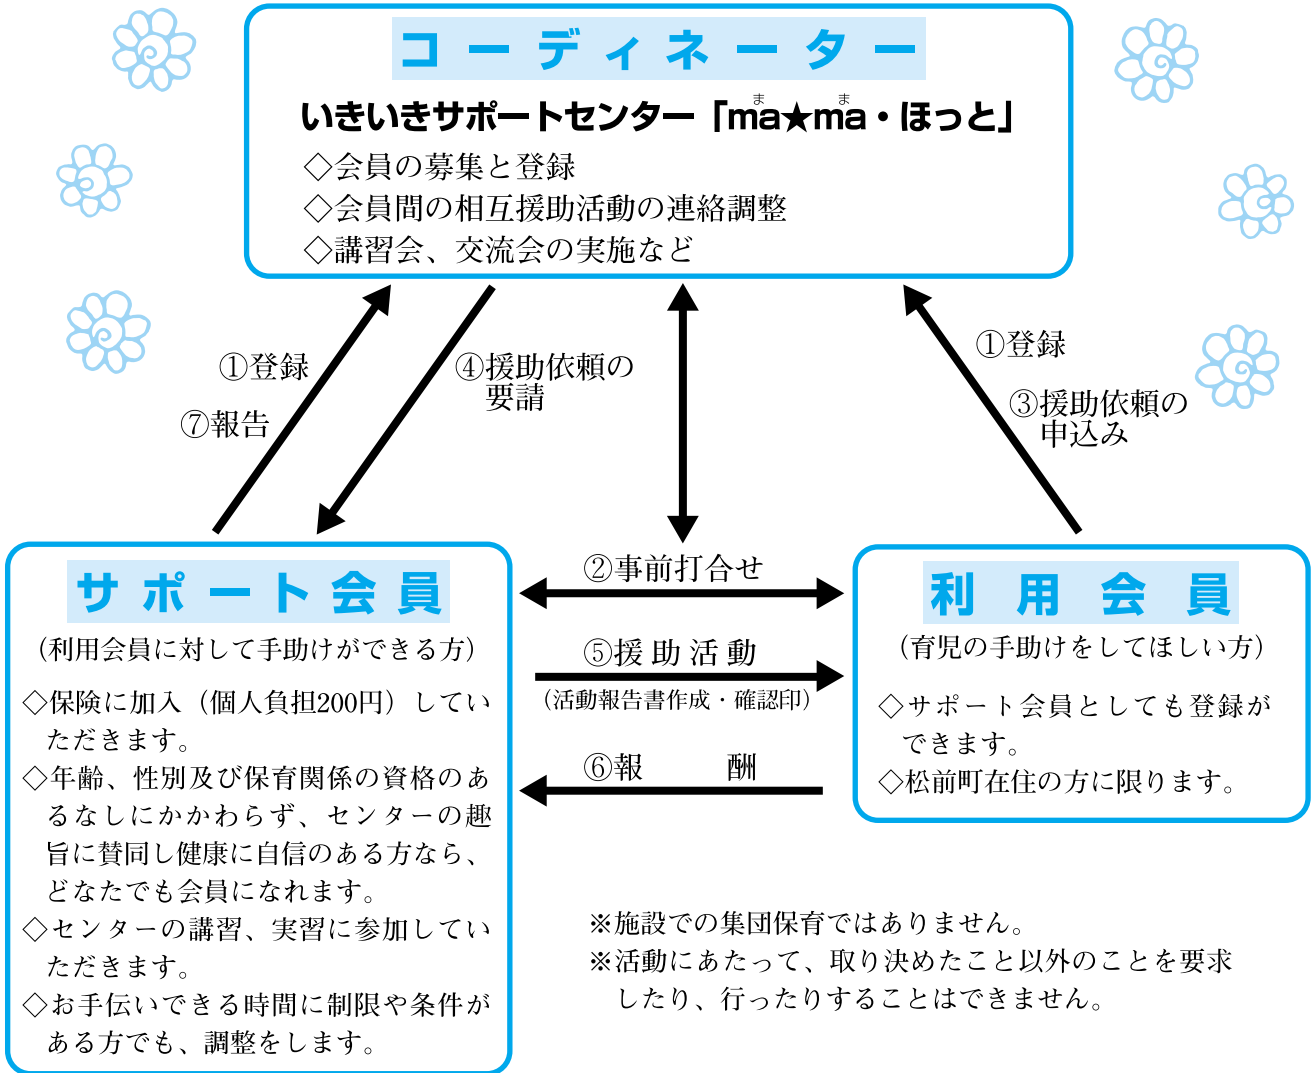 コーディネーター
いきいきサポートセンター「ma★ma・ほっと」
ま ま
◇会員の募集と登録
◇会員間の相互援助活動の連絡調整
◇講習会、交流会の実施など
①登録
⑦報告
④援助依頼の
要請
①登録
③援助依頼の
申込み
②事前打合せ
⑤援助活動
(活動報告書作成・確認印)
⑥報 酬
サポート会員
(利用会員に対して手助けができる方)
◇保険に加入（個人負担200円）してい
ただきます。
◇年齢、性別及び保育関係の資格のあ
るなしにかかわらず、センターの趣
旨に賛同し健康に自信のある方なら、
どなたでも会員になれます。
◇センターの講習、実習に参加してい
ただきます。
◇お手伝いできる時間に制限や条件が
ある方でも、調整をします。
利用会員
(育児の手助けをしてほしい方)
◇サポート会員としても登録が
できます。
◇松前町在住の方に限ります。
※施設での集団保育ではありません。
※活動にあたって、取り決めたこと以外のことを要求
したり、行ったりすることはできません。